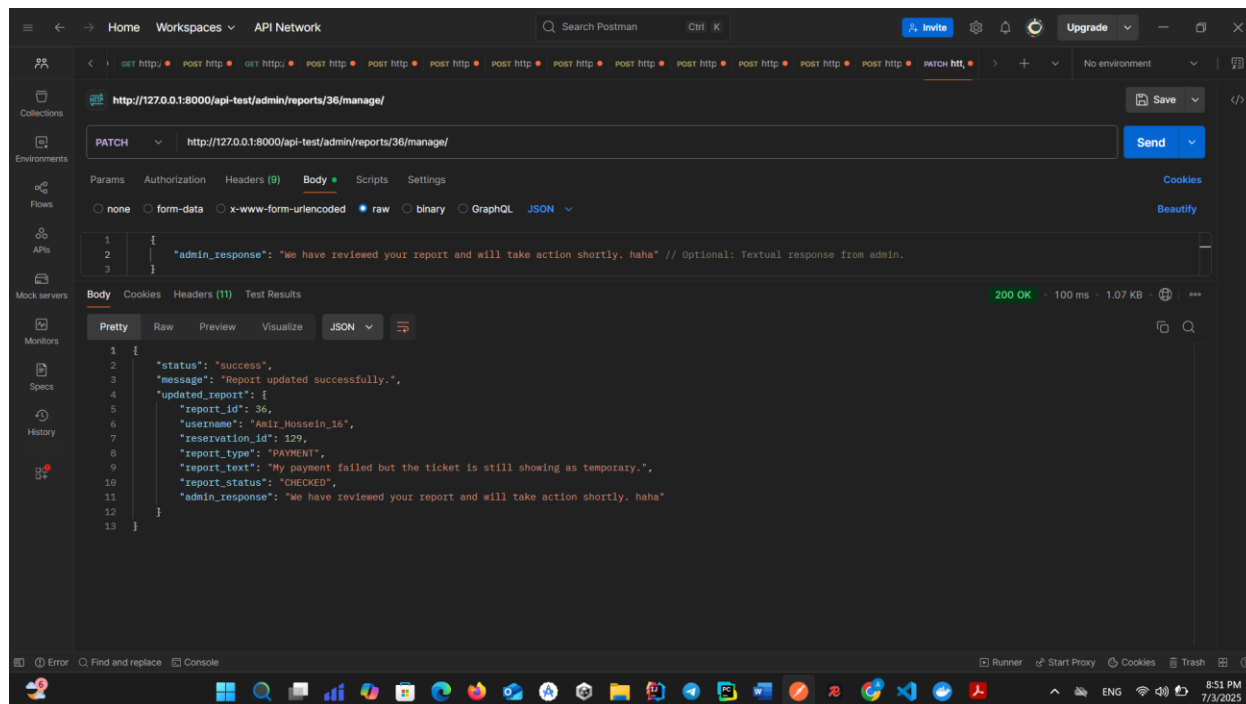 Home Workspaces API Network Search Postman Ctrl K Invite Upgrade
GET http:/ POST http GET http:/ POST http POST http POST http POST http POST http POST http POST http POST http POST http POST http PATCH htt No environment
Collections
Environments
Flows
APIs
Mock servers
Monitors
Specs
History
http://127.0.0.1:8000/api-test/admin/reports/36/manage/ Save
PATCH http://127.0.0.1:8000/api-test/admin/reports/36/manage/ Send
Params Authorization Headers (9) Body Scripts Settings Cookies
none form-data x-www-form-urlencoded raw binary GraphQL JSON Beautify
1 {
2 "admin_response": "We have reviewed your report and will take action shortly. haha" // Optional: Textual response from admin.
3 }
Body Cookies Headers (11) Test Results 200 OK 100 ms 1.07 KB
Pretty Raw Preview Visualize JSON
1 {
2 "status": "success",
3 "message": "Report updated successfully.",
4 "updated_report": {
5 "report_id": 36,
6 "username": "Amir_Hossein_16",
7 "reservation_id": 129,
8 "report_type": "PAYMENT",
9 "report_text": "My payment failed but the ticket is still showing as temporary.",
10 "report_status": "CHECKED",
11 "admin_response": "We have reviewed your report and will take action shortly. haha"
12 }
13 }
Error Find and replace Console Runner Start Proxy Cookies Trash
6 ENG 8:51 PM
7/3/2025